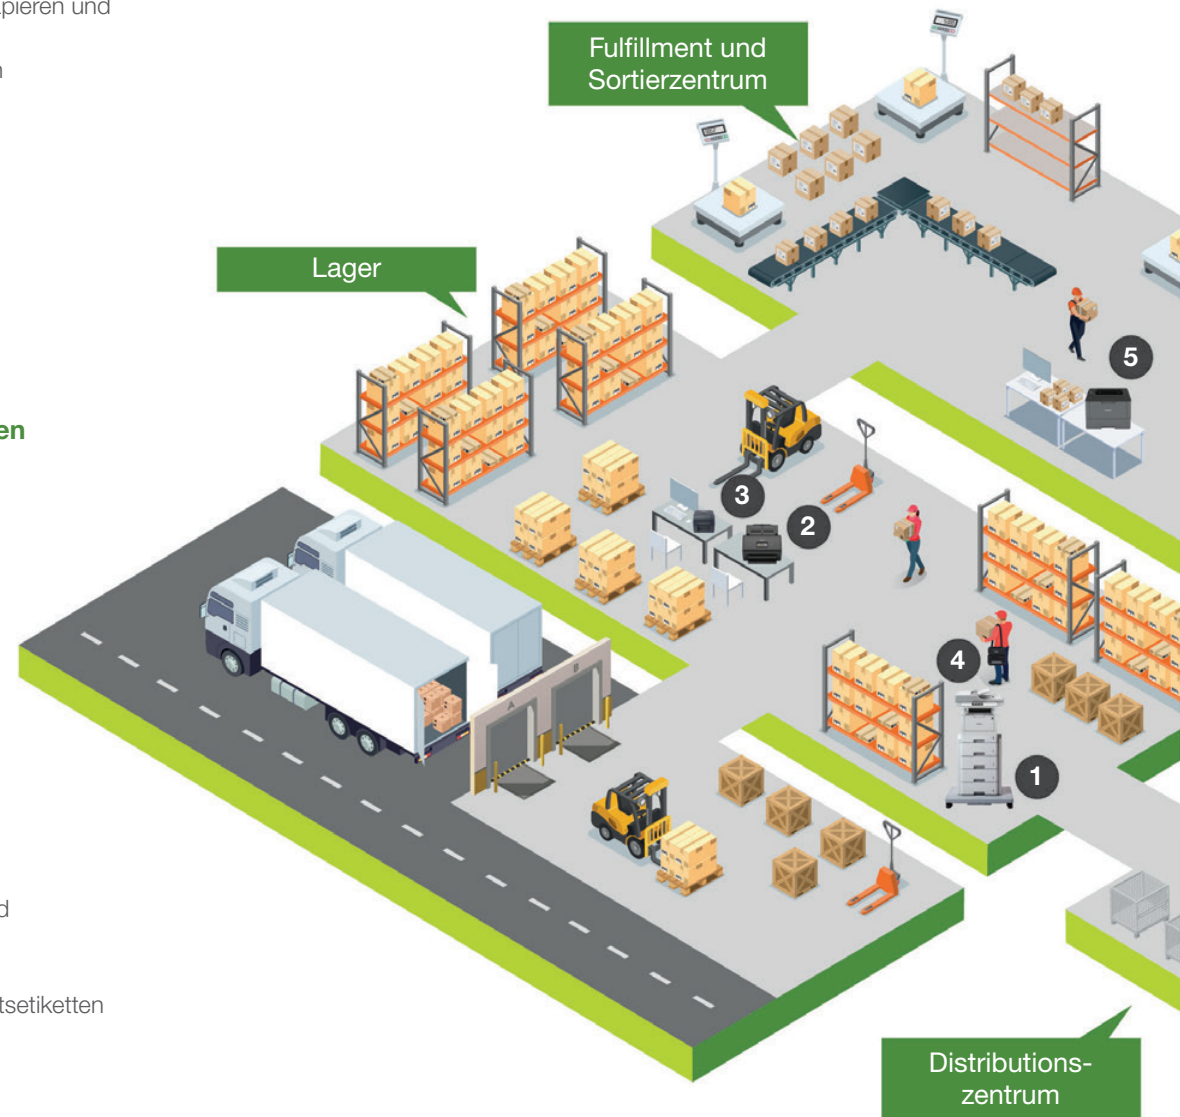 pieren und
n
en
d
tsetiketten
Fulfillment und
Sortierzentrum
Lager
5
3
2
4
1
A
B
Distributions-
zentrum